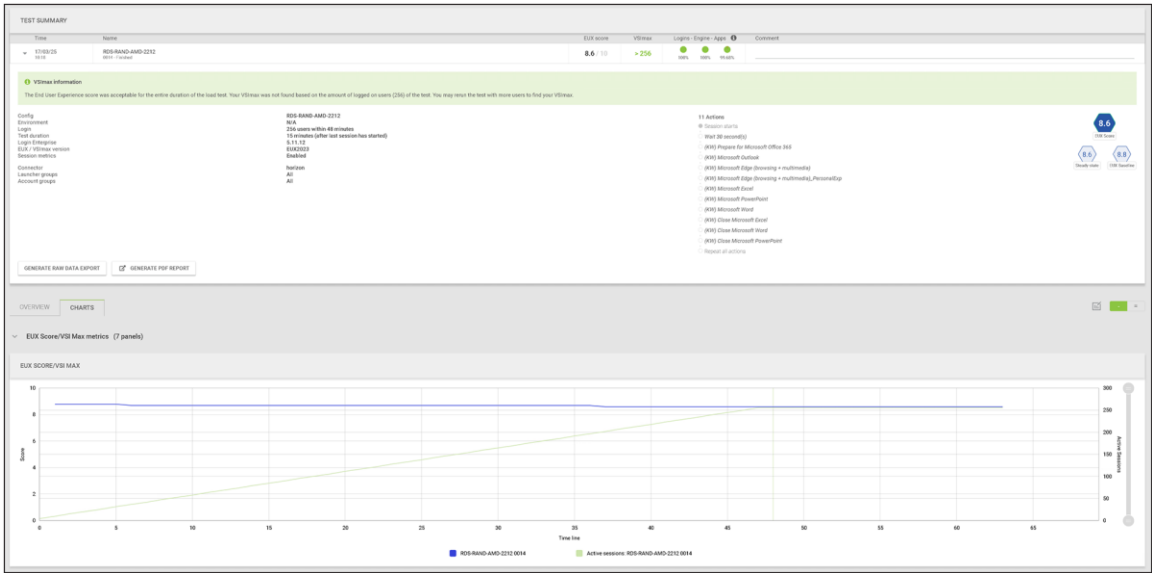 TEST SUMMARY
Time Name EUX score VSImax Logins - Engine - Apps Comment
17/03/25 RDS-RAND-AMD-2212 8.6 / 10 > 256
100% 100% 99.60%
VSImax information
The End User Experience score was acceptable for the entire duration of the load test. Your VSImax was not found based on the amount of logged on users (256) of the test. You may rerun the test with more users to find your VSImax.
Config RDS-RAND-AMD-2212
Environment N/A
Login 256 users within 48 minutes
Test duration 15 minutes (after last session has started)
Login Enterprise 5.11.12
EUX / VSImax version EUX2023
Session metrics Enabled
Connector horizon
Launcher groups All
Account groups All
11 Actions
Session starts
Wait 30 second(s)
(KW) Prepare for Microsoft Office 365
(KW) Microsoft Outlook
(KW) Microsoft Edge (browsing + multimedia)
(KW) Microsoft Edge (browsing + multimedia)_PersonalExp
(KW) Microsoft Excel
(KW) Microsoft PowerPoint
(KW) Microsoft Word
(KW) Close Microsoft Excel
(KW) Close Microsoft Word
(KW) Close Microsoft PowerPoint
Repeat all actions
8.6
EUX Score
8.6 8.8
Steady state EUX Baseline
GENERATE RAW DATA EXPORT GENERATE PDF REPORT
OVERVIEW CHARTS
EUX Score/VSI Max metrics (7 panels)
EUX SCORE/VSI MAX
10 300
8 250
200
6
150
4
100
2
50
0 0
0 5 10 15 20 25 30 35 40 45 50 55 60 65
Score
Active Sessions
Time line
RDS-RAND-AMD-2212 0014 Active sessions: RDS-RAND-AMD-2212 0014